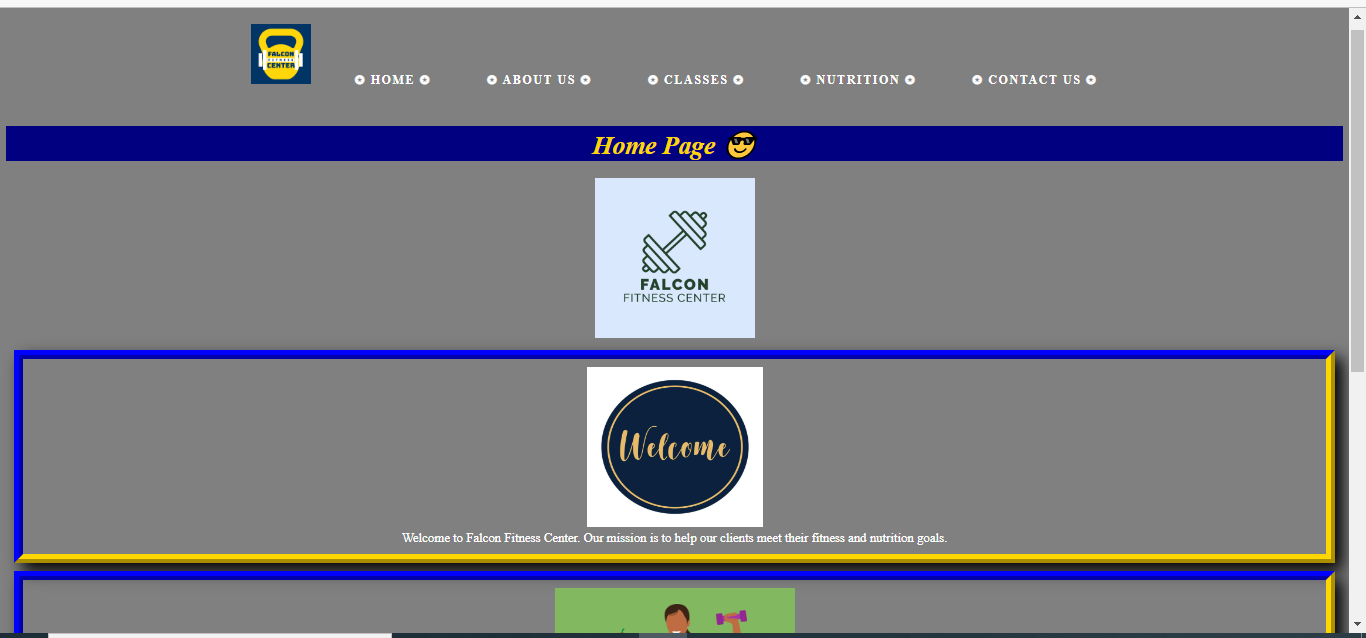 FALCON
FITNESS
CENTER
✪ HOME ✪ ✪ ABOUT US ✪ ✪ CLASSES ✪ ✪ NUTRITION ✪ ✪ CONTACT US ✪
Home Page 😎
FALCON
FITNESS CENTER
Welcome
Welcome to Falcon Fitness Center. Our mission is to help our clients meet their fitness and nutrition goals.